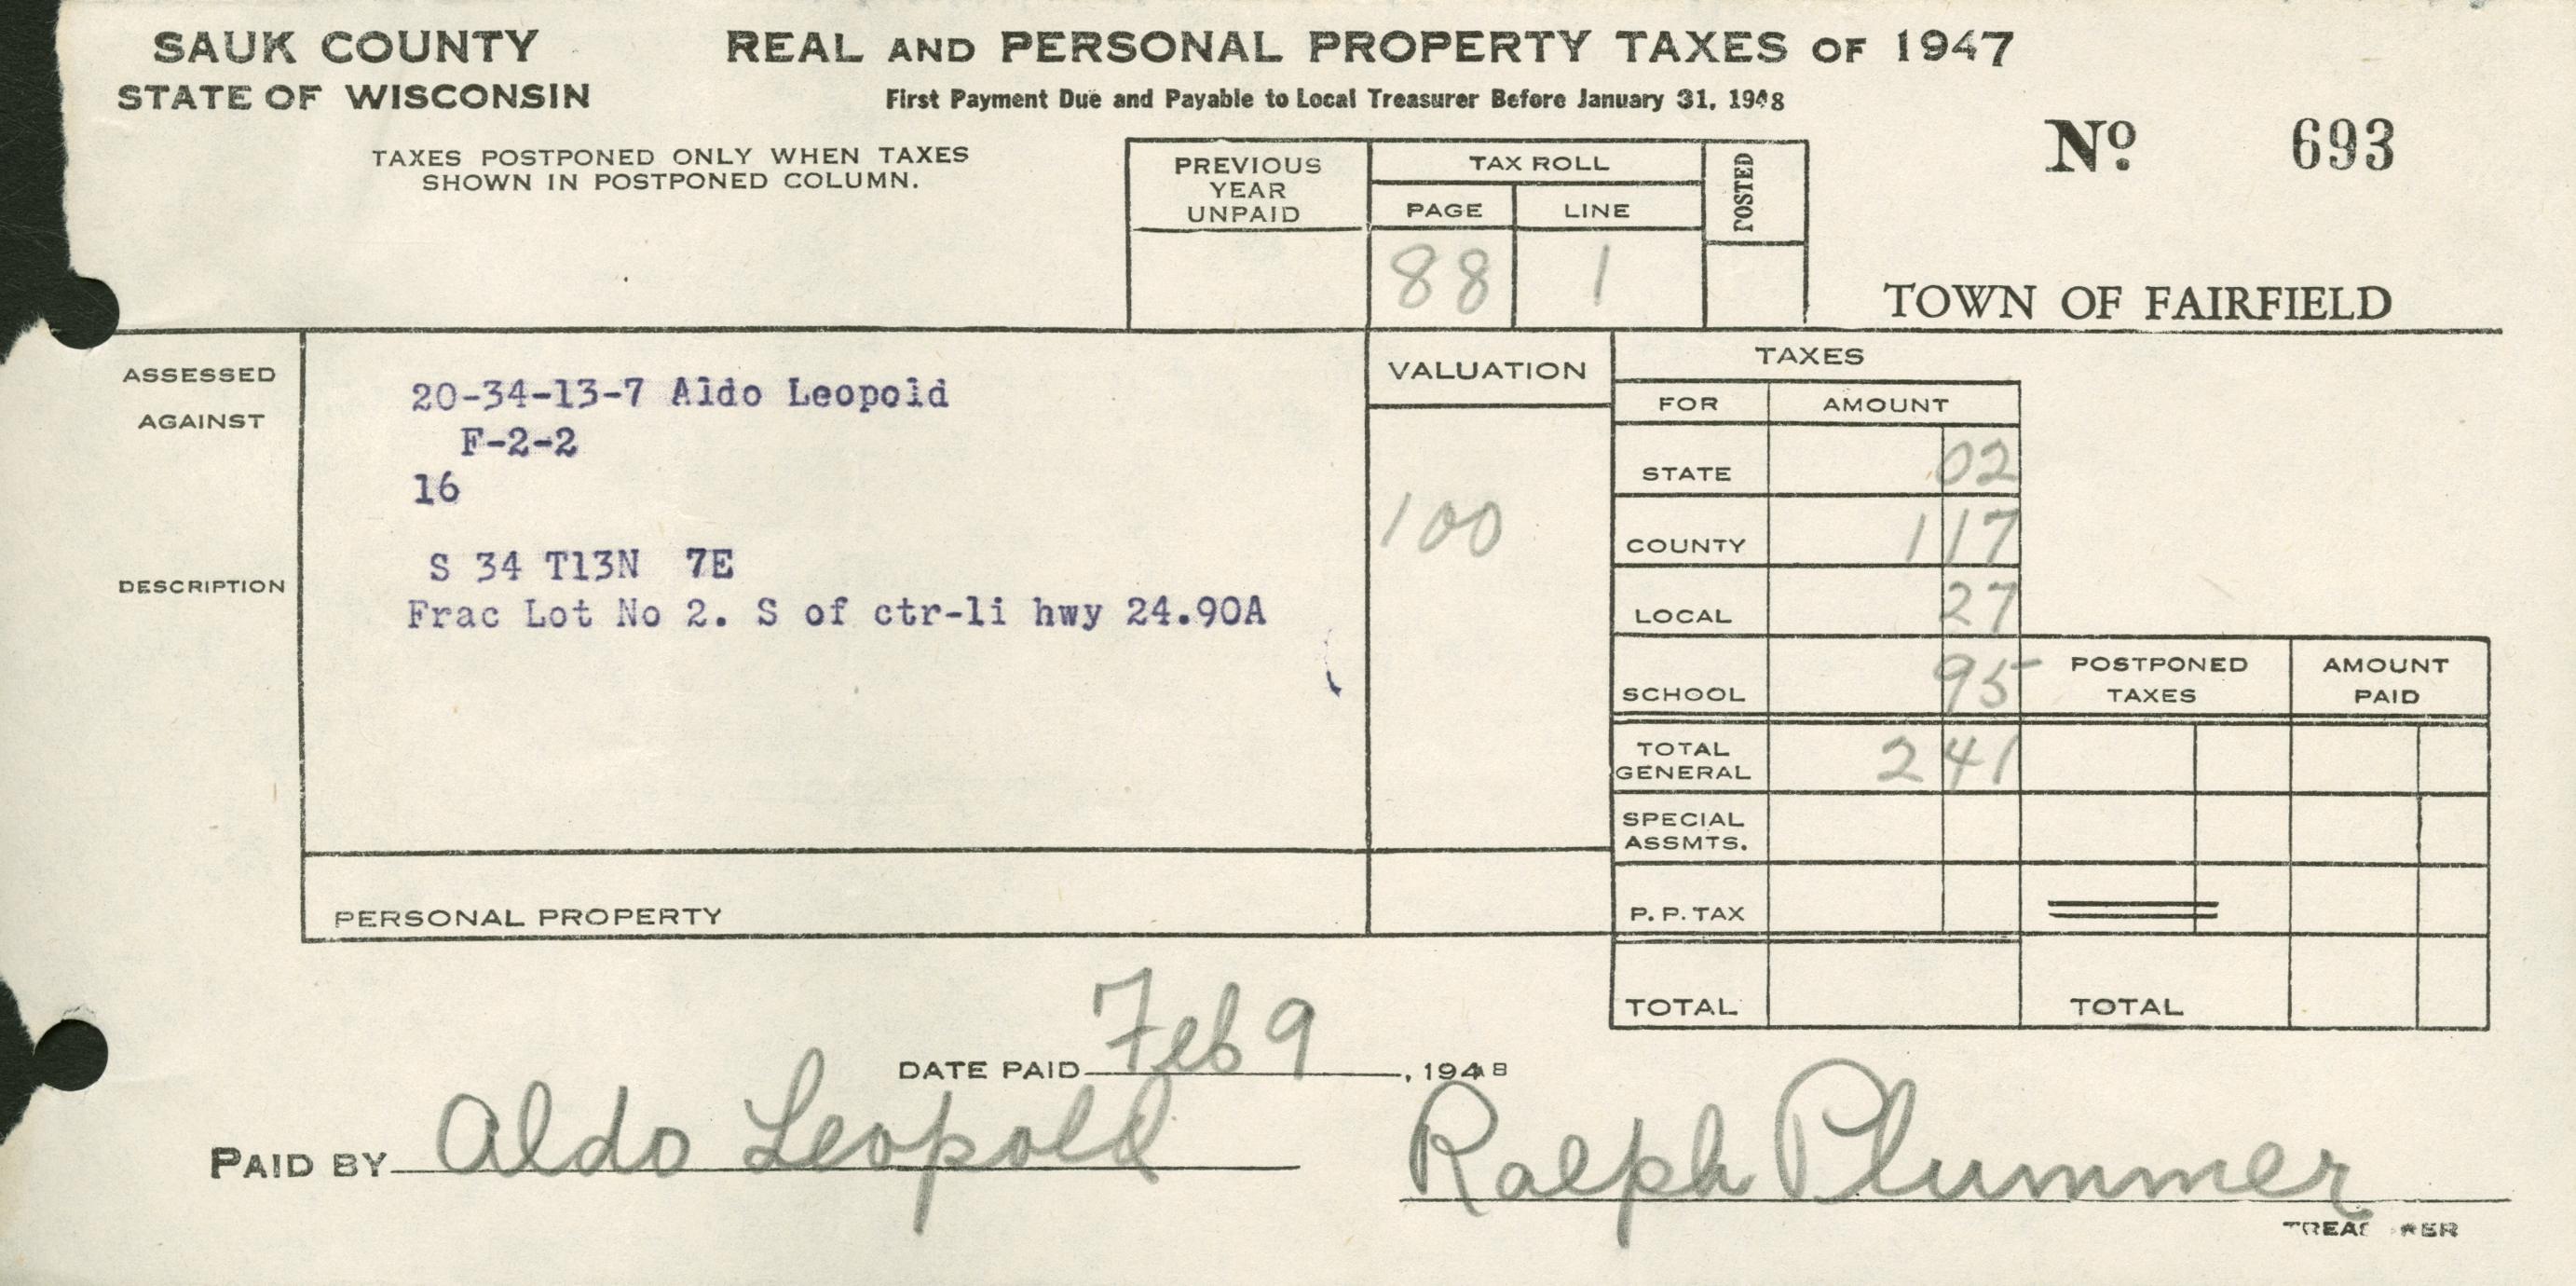 SAUK COUNTY
STATE OF WISCONSIN
REAL AND PERSONAL PROPERTY TAXES OF 1947
First Payment Due and Payable to Local Treasurer Before January 31, 1948
TAXES POSTPONED ONLY WHEN TAXES
SHOWN IN POSTPONED COLUMN.
PREVIOUS
YEAR
UNPAID
TAX ROLL
PAGE
LINE
POSTED
88
1
No. 693
TOWN OF FAIRFIELD
ASSESSED
AGAINST
20-34-13-7 Aldo Leopold
F-2-2
16
DESCRIPTION
S 34 T13N 7E
Frac Lot No 2. S of ctr-li hwy 24.90A
PERSONAL PROPERTY
VALUATION
100
TAXES
FOR
AMOUNT
STATE 02
COUNTY 1 17
LOCAL 27
SCHOOL 95
POSTPONED
TAXES
AMOUNT
PAID
TOTAL
GENERAL
2 41
SPECIAL
ASSMTS.
P. P. TAX
TOTAL
TOTAL
DATE PAID Feb 9, 1948
PAID BY Aldo Leopold
Ralph Plummer
TREASURER